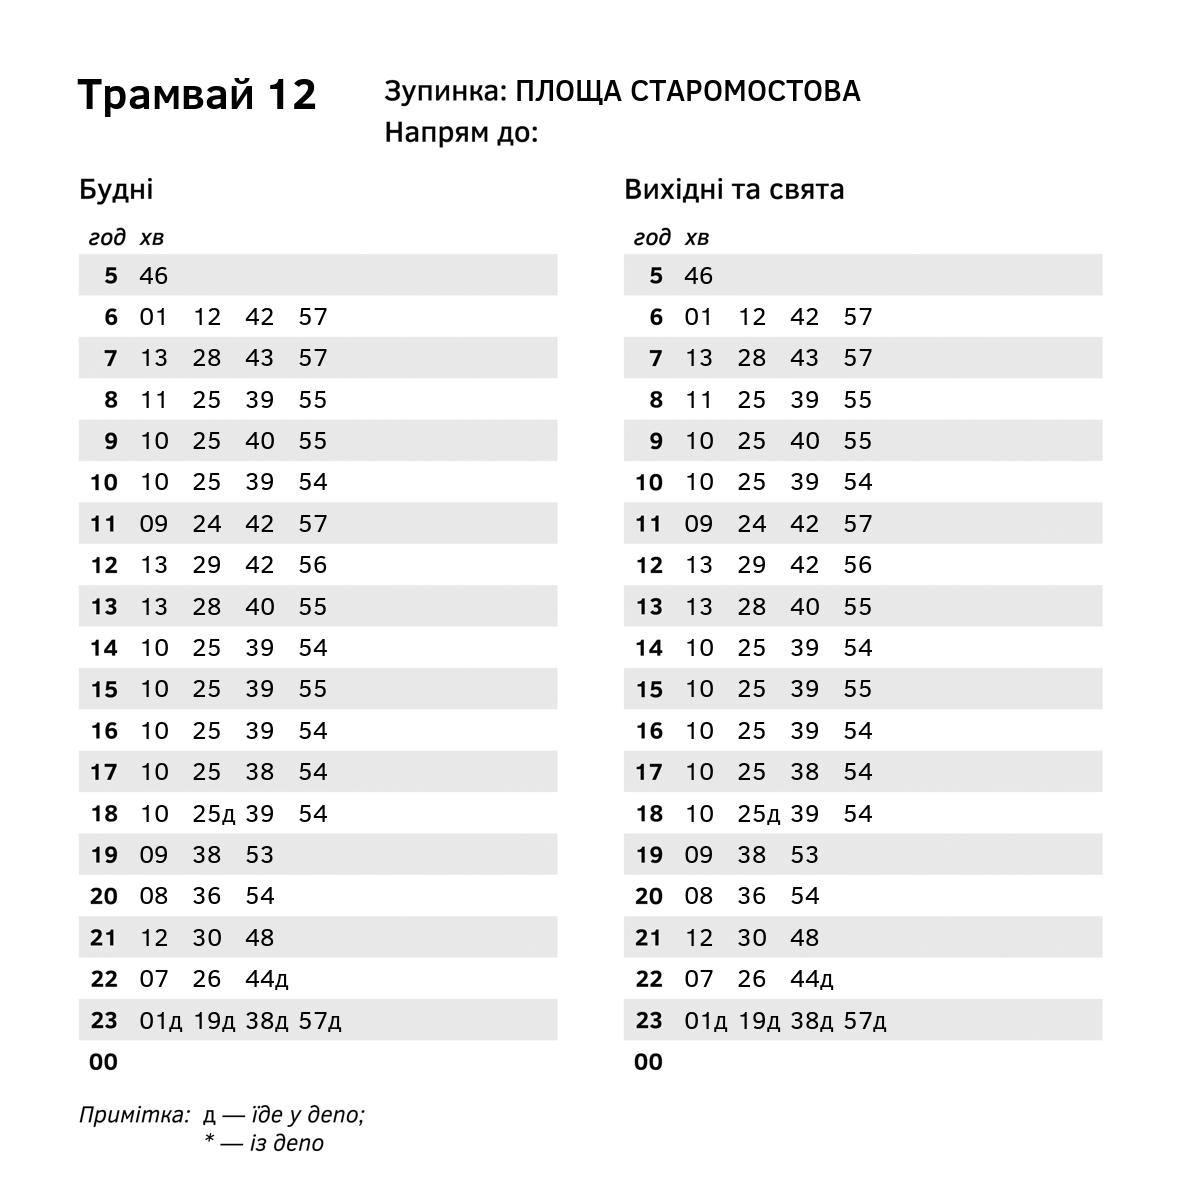 Трамвай 12
Зупинка: ПЛОЩА СТАРОМОСТОВА
Напрям до:
Будні
год хв
5 46
6 01 12 42 57
7 13 28 43 57
8 11 25 39 55
9 10 25 40 55
10 10 25 39 54
11 09 24 42 57
12 13 29 42 56
13 13 28 40 55
14 10 25 39 54
15 10 25 39 55
16 10 25 39 54
17 10 25 38 54
18 10 25д 39 54
19 09 38 53
20 08 36 54
21 12 30 48
22 07 26 44д
23 01д 19д 38д 57д
00
Вихідні та свята
год хв
5 46
6 01 12 42 57
7 13 28 43 57
8 11 25 39 55
9 10 25 40 55
10 10 25 39 54
11 09 24 42 57
12 13 29 42 56
13 13 28 40 55
14 10 25 39 54
15 10 25 39 55
16 10 25 39 54
17 10 25 38 54
18 10 25д 39 54
19 09 38 53
20 08 36 54
21 12 30 48
22 07 26 44д
23 01д 19д 38д 57д
00
Примітка: д — їде у депо;
* — із депо